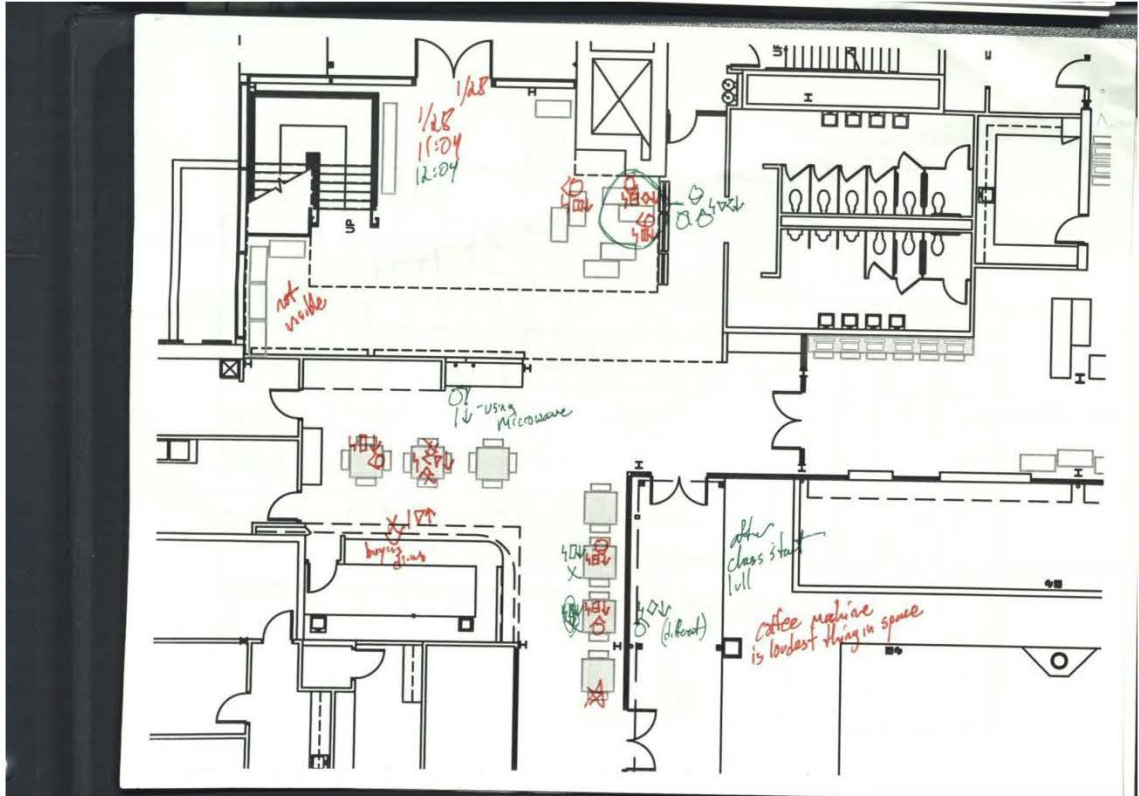 1/28
1/28
11:04
12:04
UP
UP
not
visible
-using
microwave
buying
after
class start
lull
(different)
coffee machine
is loudest thing in space